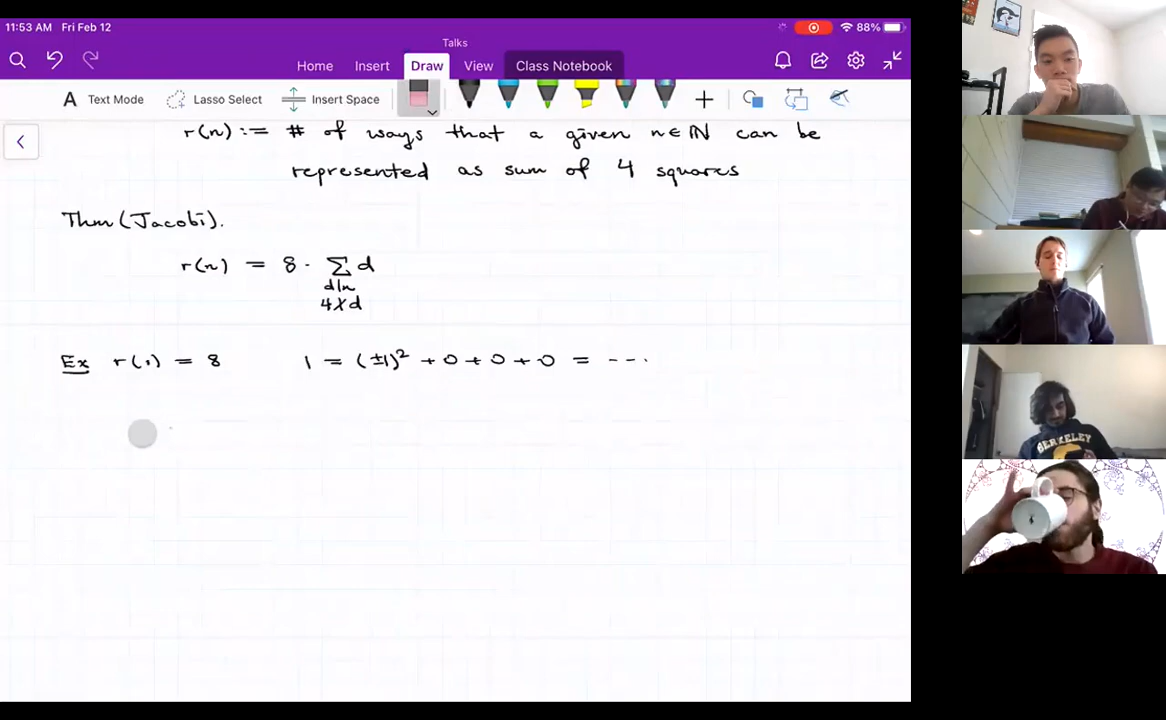 11:53 AM Fri Feb 12
88%
Talks
Home Insert Draw View Class Notebook
Text Mode Lasso Select Insert Space
r(n) := # of ways that a given n ∈ ℕ can be
represented as sum of 4 squares
Thm (Jacobi).
r(n) = 8 · Σ d
d|n
4∤d
Ex r(1) = 8 1 = (±1)² + 0 + 0 + 0 = ---
BERKELEY